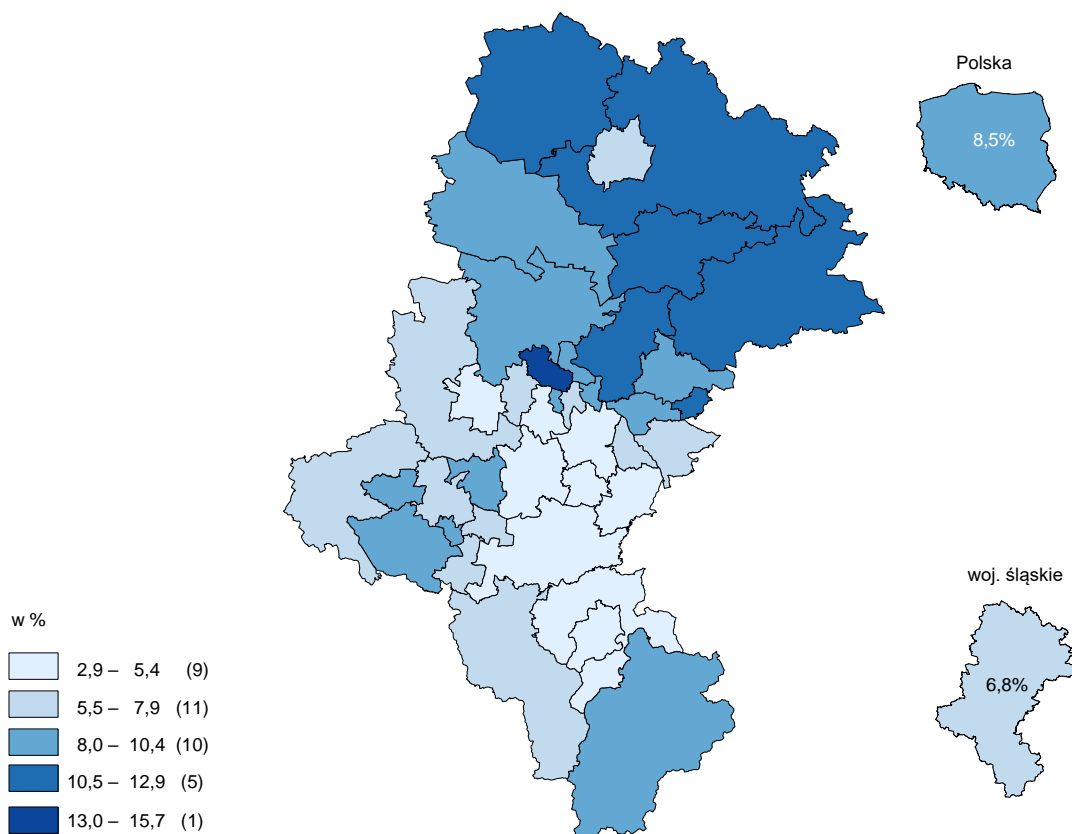 Polska
8,5%
woj. śląskie
6,8%
w %
2,9 – 5,4 (9)
5,5 – 7,9 (11)
8,0 – 10,4 (10)
10,5 – 12,9 (5)
13,0 – 15,7 (1)